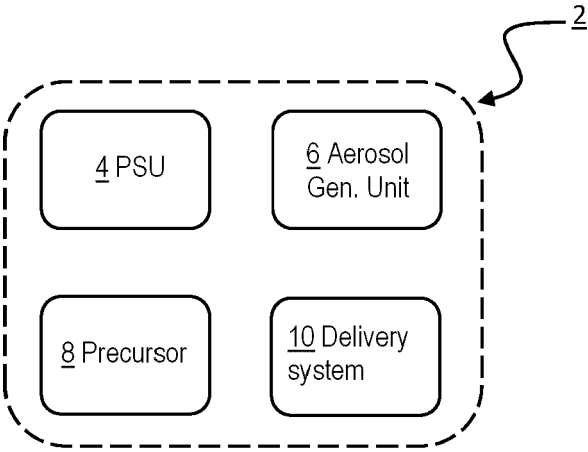 2
4 PSU
6 Aerosol
Gen. Unit
8 Precursor
10 Delivery
system